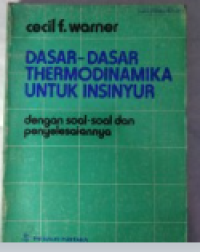 cecil f. warner
DASAR-DASAR
THERMODINAMIKA
UNTUK INSINYUR
dengan soal-soal dan
penyelesaiannya